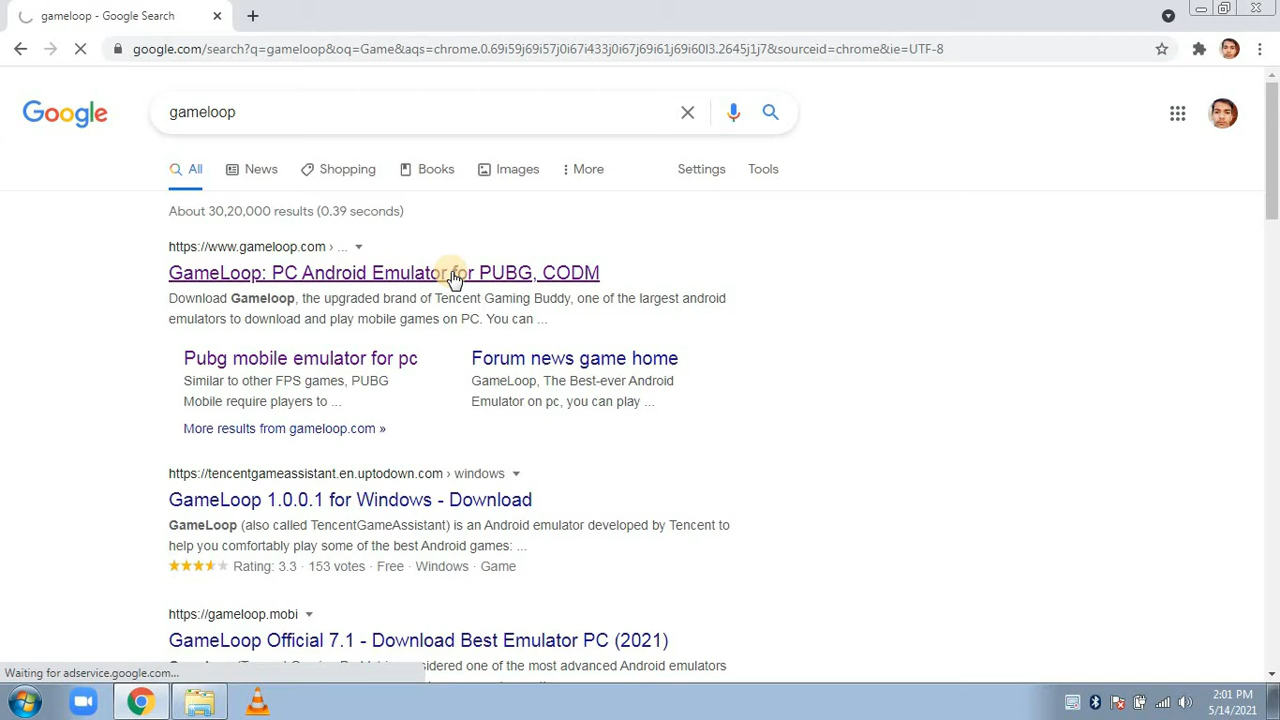 gameloop - Google Search
google.com/search?q=gameloop&oq=Game&aqs=chrome.0.69i59j69i57j0i67i433j0i67j69i61j69i60l3.2645j1j7&sourceid=chrome&ie=UTF-8
Google
gameloop
All News Shopping Books Images More Settings Tools
About 30,20,000 results (0.39 seconds)
https://www.gameloop.com › ...
GameLoop: PC Android Emulator for PUBG, CODM
Download Gameloop, the upgraded brand of Tencent Gaming Buddy, one of the largest android
emulators to download and play mobile games on PC. You can ...
Pubg mobile emulator for pc
Similar to other FPS games, PUBG
Mobile require players to ...
Forum news game home
GameLoop, The Best-ever Android
Emulator on pc, you can play ...
More results from gameloop.com »
https://tencentgameassistant.en.uptodown.com › windows
GameLoop 1.0.0.1 for Windows - Download
GameLoop (also called TencentGameAssistant) is an Android emulator developed by Tencent to
help you comfortably play some of the best Android games: ...
Rating: 3.3 · 153 votes · Free · Windows · Game
https://gameloop.mobi
GameLoop Official 7.1 - Download Best Emulator PC (2021)
one of the most advanced Android emulators
Waiting for adservice.google.com...
2:01 PM
5/14/2021